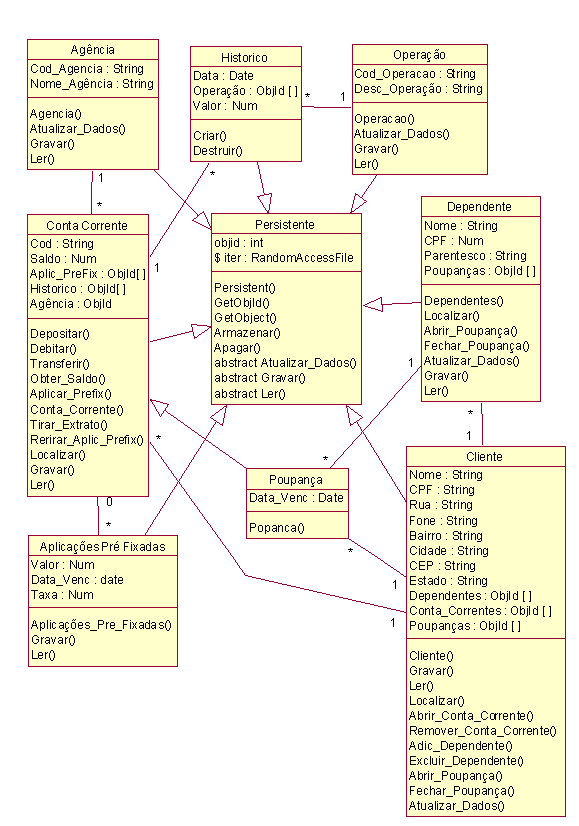 Agência
Cod_Agencia : String
Nome_Agência : String
Agencia()
Atualizar_Dados()
Gravar()
Ler()
Historico
Data : Date
Operação : ObjId [ ]
Valor : Num
Criar()
Destruir()
Operação
Cod_Operacao : String
Desc_Operação : String
Operacao()
Atualizar_Dados()
Gravar()
Ler()
*
1
1
*
*
1
Conta Corrente
Cod : String
Saldo : Num
Aplic_PreFix : ObjId[ ]
Historico : ObjId[ ]
Agência : ObjId
Depositar()
Debitar()
Transferir()
Obter_Saldo()
Aplicar_Prefix()
Conta_Corrente()
Tirar_Extrato()
Rerirar_Aplic_Prefix()
Localizar()
Gravar()
Ler()
Persistente
objid : int
$ iter : RandomAccessFile
Persistent()
GetObjId()
GetObject()
Armazenar()
Apagar()
abstract Atualizar_Dados()
abstract Gravar()
abstract Ler()
Dependente
Nome : String
CPF : Num
Parentesco : String
Poupanças : ObjId [ ]
Dependentes()
Localizar()
Abrir_Poupança()
Fechar_Poupança()
Atualizar_Dados()
Gravar()
Ler()
1
*
*
1
*
0
*
Poupança
Data_Venc : Date
Popanca()
*
1
1
Aplicações Pré Fixadas
Valor : Num
Data_Venc : date
Taxa : Num
Aplicações_Pre_Fixadas()
Gravar()
Ler()
Cliente
Nome : String
CPF : String
Rua : String
Fone : String
Bairro : String
Cidade : String
CEP : String
Estado : String
Dependentes : ObjId [ ]
Conta_Correntes : ObjId [ ]
Poupanças : ObjId [ ]
Cliente()
Gravar()
Ler()
Localizar()
Abrir_Conta_Corrente()
Remover_Conta_Corrente()
Adic_Dependente()
Excluir_Dependente()
Abrir_Poupança()
Fechar_Poupança()
Atualizar_Dados()